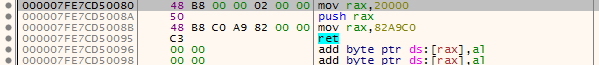 000007FE7CD50080 48 B8 00 00 02 00 00 mov rax,20000
000007FE7CD5008A 50 push rax
000007FE7CD5008B 48 B8 C0 A9 82 00 00 mov rax,82A9C0
000007FE7CD50095 C3 ret
000007FE7CD50096 00 00 add byte ptr ds:[rax],al
000007FE7CD50098 00 00 add byte ptr ds:[rax],al